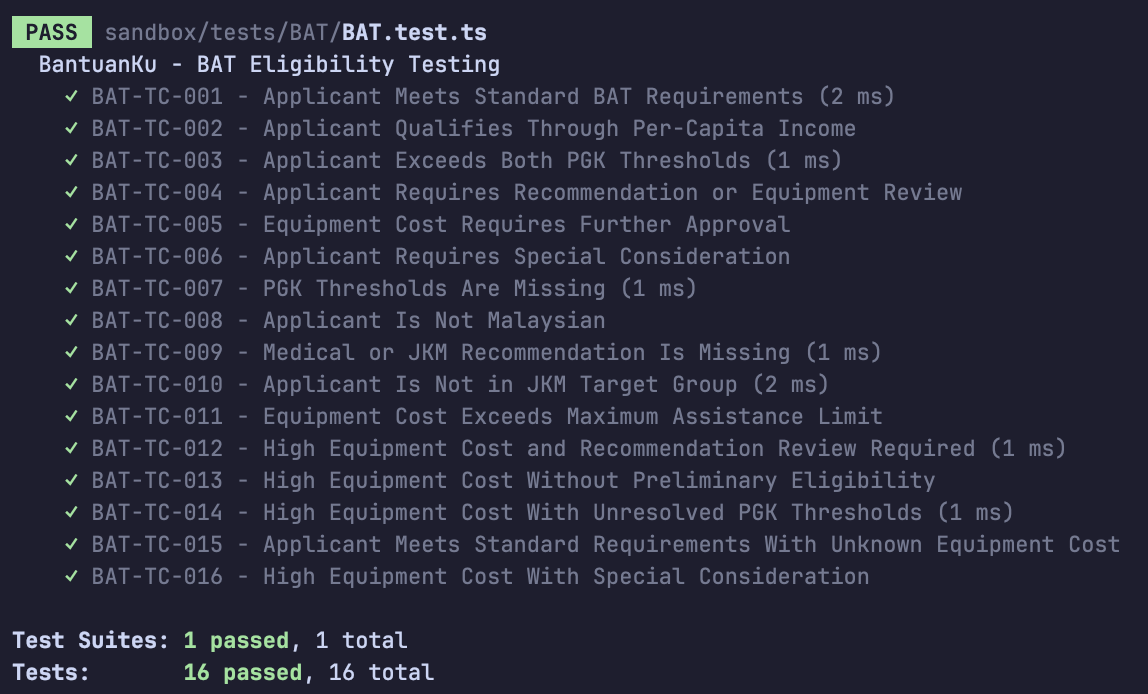 PASS sandbox/tests/BAT/BAT.test.ts
BantuanKu - BAT Eligibility Testing
✓ BAT-TC-001 - Applicant Meets Standard BAT Requirements (2 ms)
✓ BAT-TC-002 - Applicant Qualifies Through Per-Capita Income
✓ BAT-TC-003 - Applicant Exceeds Both PGK Thresholds (1 ms)
✓ BAT-TC-004 - Applicant Requires Recommendation or Equipment Review
✓ BAT-TC-005 - Equipment Cost Requires Further Approval
✓ BAT-TC-006 - Applicant Requires Special Consideration
✓ BAT-TC-007 - PGK Thresholds Are Missing (1 ms)
✓ BAT-TC-008 - Applicant Is Not Malaysian
✓ BAT-TC-009 - Medical or JKM Recommendation Is Missing (1 ms)
✓ BAT-TC-010 - Applicant Is Not in JKM Target Group (2 ms)
✓ BAT-TC-011 - Equipment Cost Exceeds Maximum Assistance Limit
✓ BAT-TC-012 - High Equipment Cost and Recommendation Review Required (1 ms)
✓ BAT-TC-013 - High Equipment Cost Without Preliminary Eligibility
✓ BAT-TC-014 - High Equipment Cost With Unresolved PGK Thresholds (1 ms)
✓ BAT-TC-015 - Applicant Meets Standard Requirements With Unknown Equipment Cost
✓ BAT-TC-016 - High Equipment Cost With Special Consideration
Test Suites: 1 passed, 1 total
Tests: 16 passed, 16 total